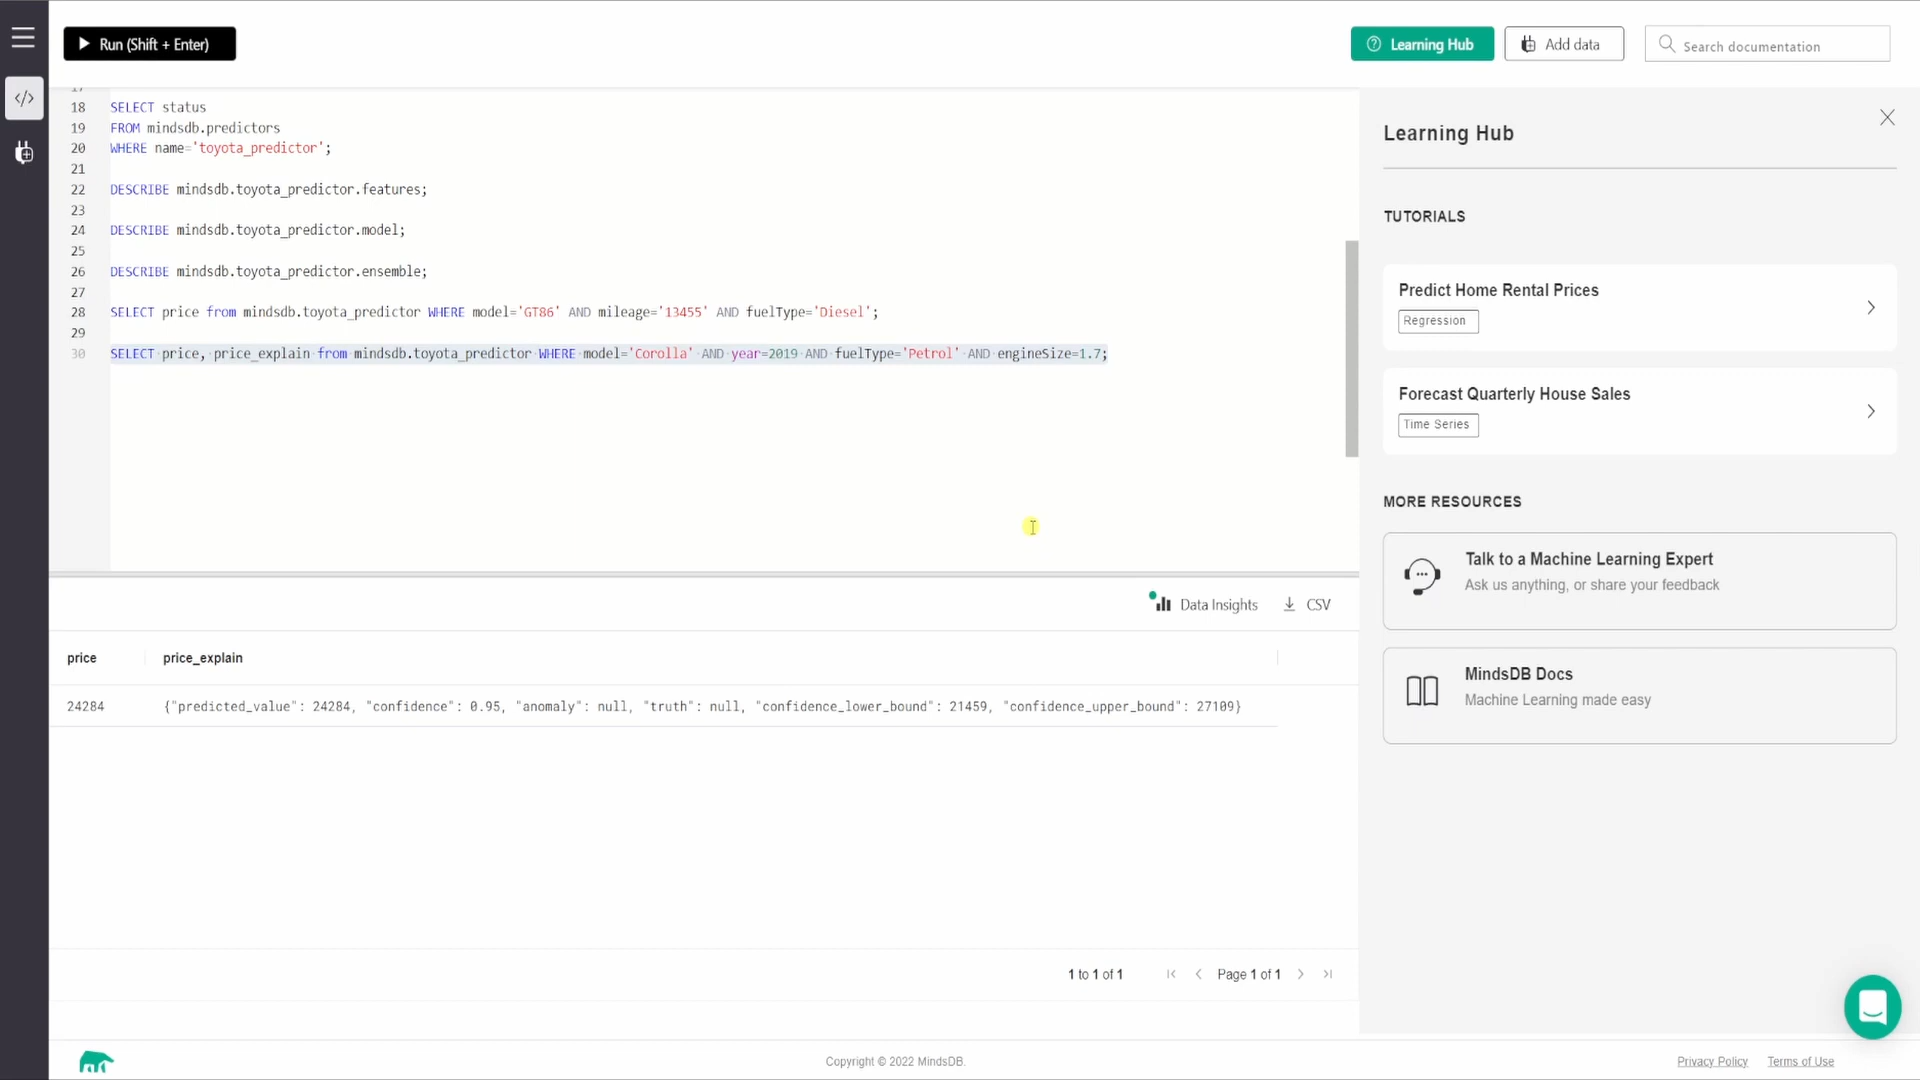 Run (Shift + Enter)
Learning Hub
Add data
Search documentation
18 SELECT status
19 FROM mindsdb.predictors
20 WHERE name='toyota_predictor';
21
22 DESCRIBE mindsdb.toyota_predictor.features;
23
24 DESCRIBE mindsdb.toyota_predictor.model;
25
26 DESCRIBE mindsdb.toyota_predictor.ensemble;
27
28 SELECT price from mindsdb.toyota_predictor WHERE model='GT86' AND mileage='13455' AND fuelType='Diesel';
29
30 SELECT price, price_explain from mindsdb.toyota_predictor WHERE model='Corolla' AND year=2019 AND fuelType='Petrol' AND engineSize=1.7;
Data Insights
CSV
price price_explain
24284 {"predicted_value": 24284, "confidence": 0.95, "anomaly": null, "truth": null, "confidence_lower_bound": 21459, "confidence_upper_bound": 27109}
1 to 1 of 1
Page 1 of 1
Learning Hub
TUTORIALS
Predict Home Rental Prices
Regression
Forecast Quarterly House Sales
Time Series
MORE RESOURCES
Talk to a Machine Learning Expert
Ask us anything, or share your feedback
MindsDB Docs
Machine Learning made easy
Copyright © 2022 MindsDB.
Privacy Policy
Terms of Use